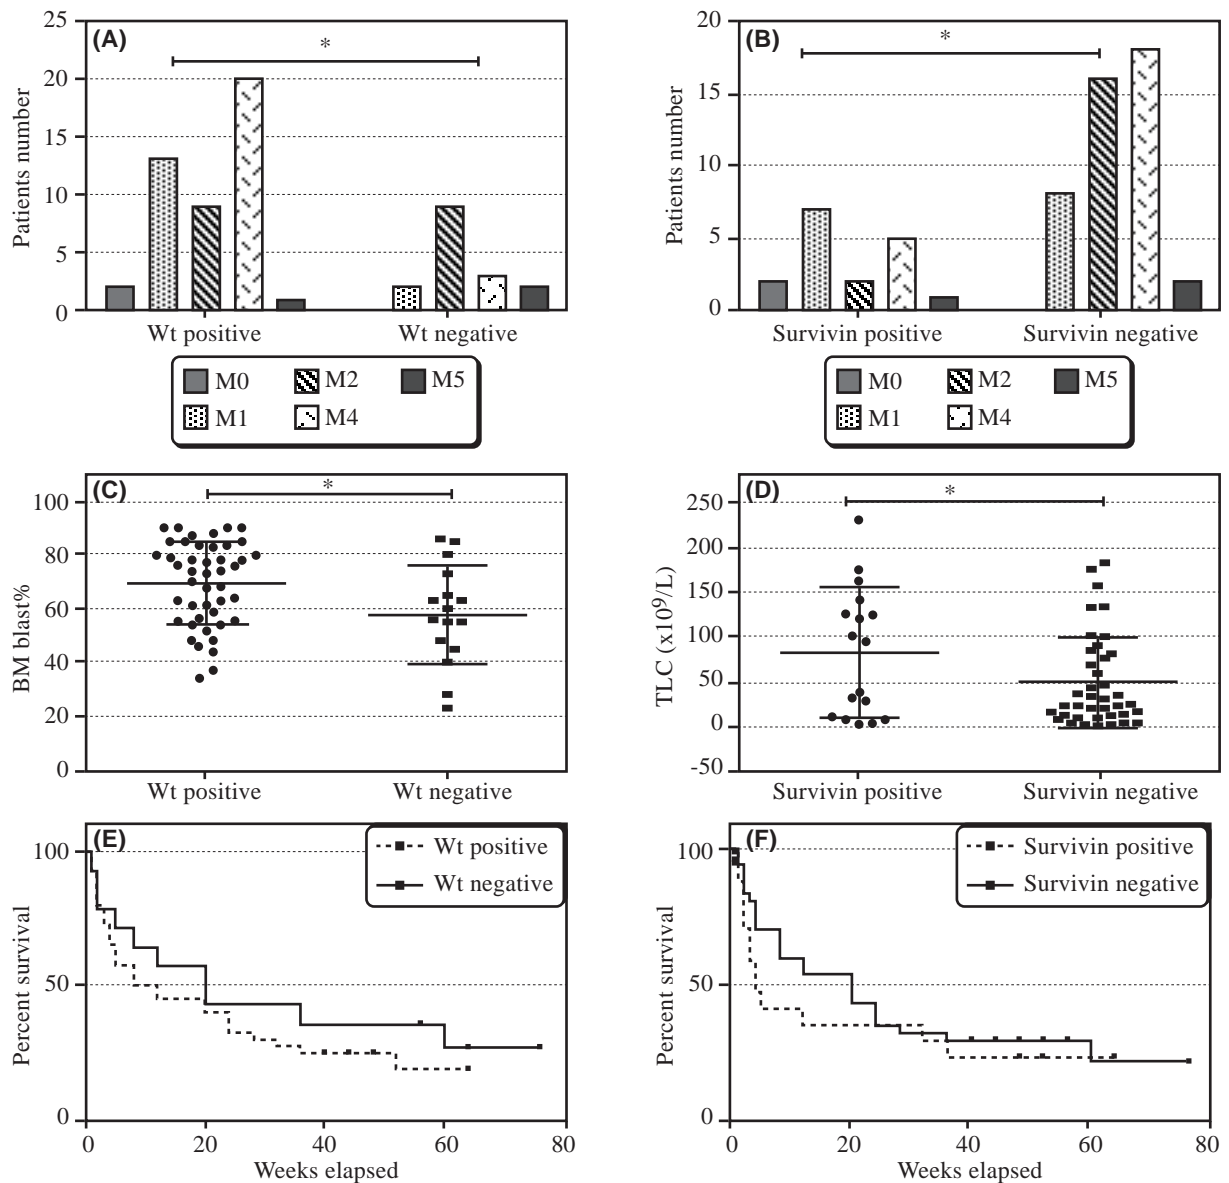 (A)
*
25
20
15
10
5
0
Patients number
Wt positive
Wt negative
M0
M2
M5
M1
M4
(B)
*
20
15
10
5
0
Patients number
Survivin positive
Survivin negative
M0
M2
M5
M1
M4
(C)
*
100
80
60
40
20
0
BM blast%
Wt positive
Wt negative
(D)
*
250
200
150
100
50
0
-50
TLC (x10⁹/L)
Survivin positive
Survivin negative
(E)
Wt positive
Wt negative
100
50
0
Percent survival
0 20 40 60 80
Weeks elapsed
(F)
Survivin positive
Survivin negative
100
50
0
Percent survival
0 20 40 60 80
Weeks elapsed